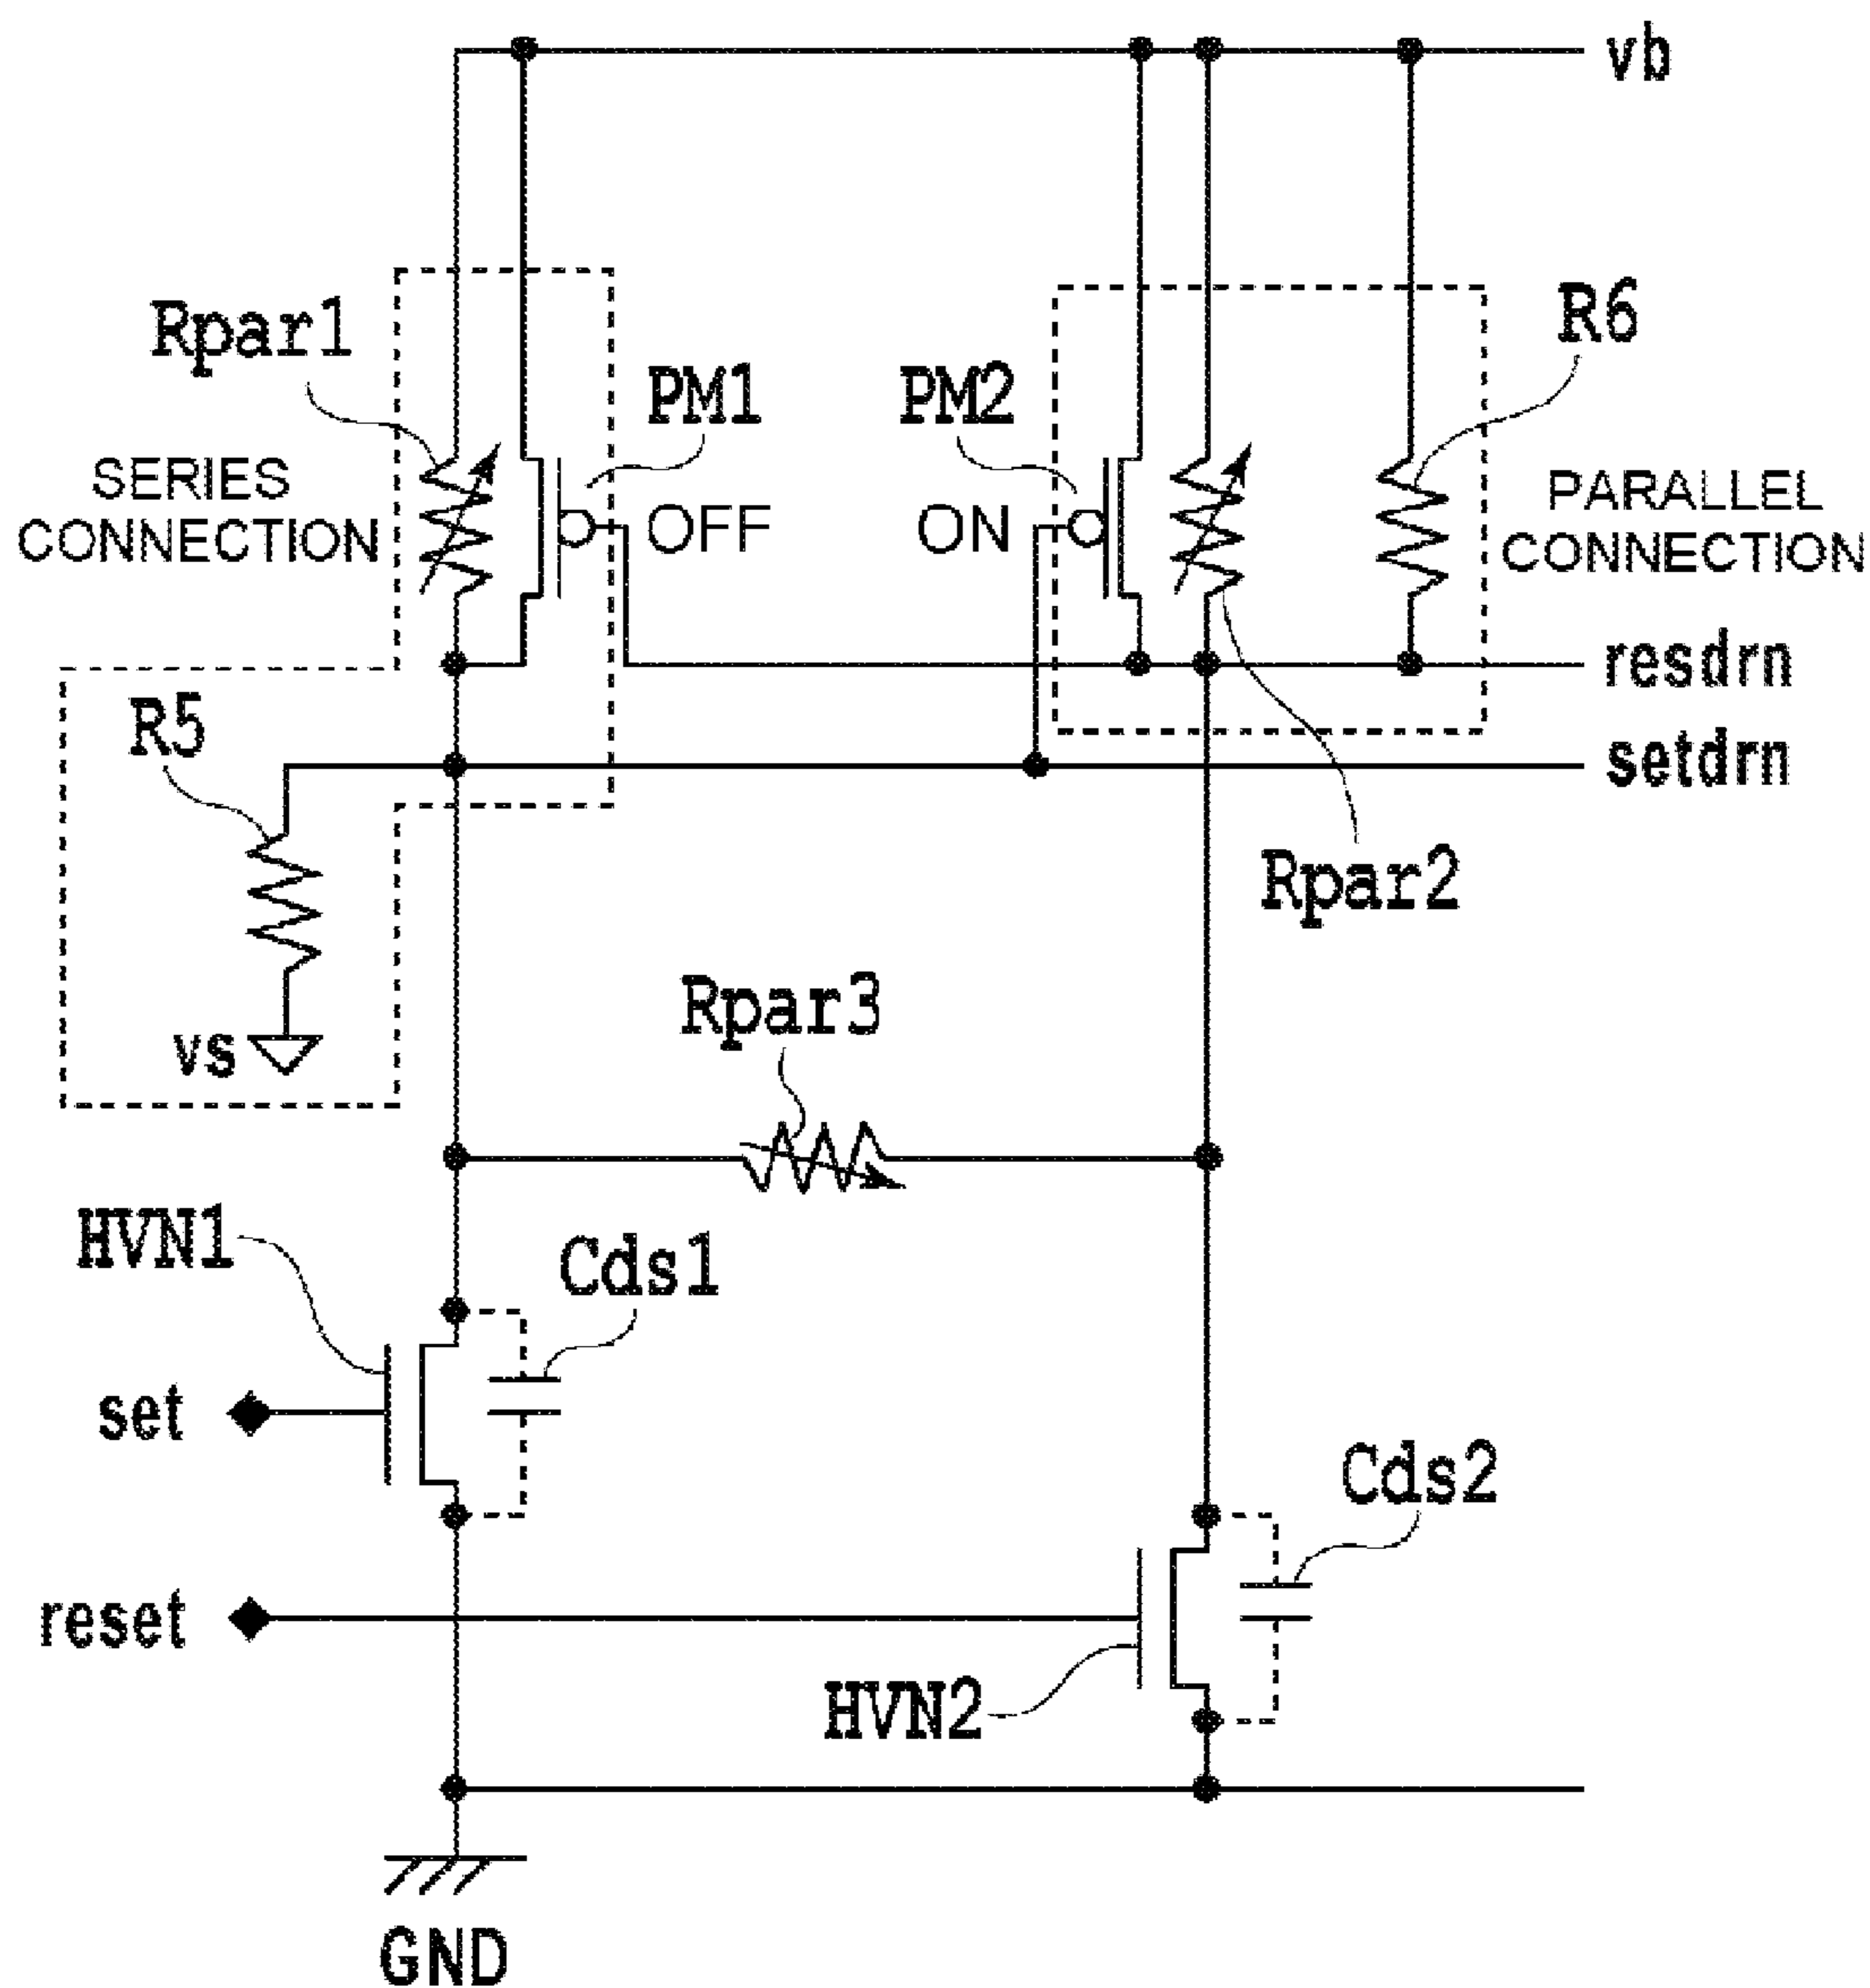 vb
Rpar1
R6
PM1
PM2
SERIES
CONNECTION
OFF
ON
PARALLEL
CONNECTION
resdrn
R5
setdrn
Rpar2
Rpar3
vs
HVN1
Cds1
set
Cds2
reset
HVN2
GND